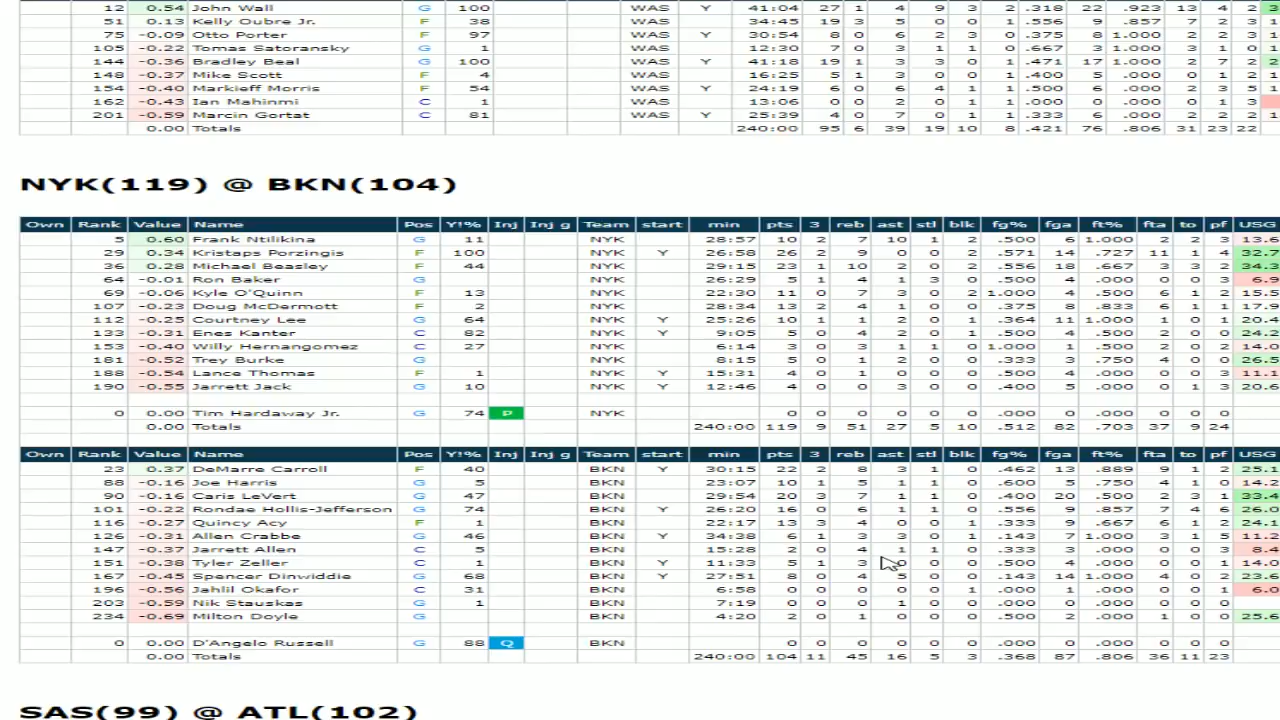 12 0.54 John Wall G 100 WAS Y 41:04 27 1 4 9 3 2 .318 22 .923 13 4 2 3
51 0.13 Kelly Oubre Jr. F 38 WAS 34:45 19 3 5 0 0 1 .556 9 .857 7 2 3 1
75 -0.09 Otto Porter F 97 WAS Y 30:54 8 0 6 2 3 0 .375 8 1.000 2 2 3 1
105 -0.22 Tomas Satoransky G 1 WAS 12:30 7 0 3 1 1 0 .667 3 1.000 3 1 0 1
144 -0.36 Bradley Beal G 100 WAS Y 41:18 19 1 3 3 0 1 .471 17 1.000 2 7 2 2
148 -0.37 Mike Scott F 4 WAS 16:25 5 1 3 0 0 1 .400 5 .000 0 1 2 1
154 -0.40 Markieff Morris F 54 WAS Y 24:19 6 0 6 4 1 1 .500 6 .000 2 3 5 1
162 -0.43 Ian Mahinmi C 1 WAS 13:06 0 0 2 0 1 1 .000 0 .000 0 1 3
201 -0.59 Marcin Gortat C 81 WAS Y 25:39 4 0 7 0 1 1 .333 6 .000 2 2 2 1
0.00 Totals 240:00 95 6 39 19 10 8 .421 76 .806 31 23 22
NYK(119) @ BKN(104)
Own Rank Value Name Pos Y!% Inj Inj g Team start min pts 3 reb ast stl blk fg% fga ft% fta to pf USG
5 0.60 Frank Ntilikina G 11 NYK 28:57 10 2 7 10 1 2 .500 6 1.000 2 2 3 13.6
29 0.34 Kristaps Porzingis F 100 NYK Y 26:58 26 2 9 0 0 2 .571 14 .727 11 1 4 32.7
36 0.28 Michael Beasley F 44 NYK 29:15 23 1 10 2 0 2 .556 18 .667 3 3 2 34.3
64 -0.01 Ron Baker G NYK 26:29 5 1 4 1 3 0 .500 4 .000 0 0 3 6.9
69 -0.06 Kyle O'Quinn F 13 NYK 22:30 11 0 7 3 0 2 1.000 4 .500 6 1 2 15.5
107 -0.23 Doug McDermott F 2 NYK 28:34 13 2 4 1 0 0 .375 8 .833 6 1 1 17.9
112 -0.25 Courtney Lee G 64 NYK Y 25:26 10 1 1 2 0 0 .364 11 1.000 1 0 1 20.4
133 -0.31 Enes Kanter C 82 NYK Y 9:05 5 0 4 2 0 1 .500 4 .500 2 0 0 24.2
153 -0.40 Willy Hernangomez C 27 NYK 6:14 3 0 3 1 1 0 1.000 1 .500 2 0 2 14.0
181 -0.52 Trey Burke G NYK 8:15 5 0 1 2 0 0 .333 3 .750 4 0 0 26.5
188 -0.54 Lance Thomas F 1 NYK Y 15:31 4 0 1 0 0 0 .500 4 .000 0 0 3 11.1
190 -0.55 Jarrett Jack G 10 NYK Y 12:46 4 0 0 3 0 0 .400 5 .000 0 1 3 20.6
0 0.00 Tim Hardaway Jr. G 74 P NYK 0 0 0 0 0 0 .000 0 .000 0 0 0
0.00 Totals 240:00 119 9 51 27 5 10 .512 82 .703 37 9 24
Own Rank Value Name Pos Y!% Inj Inj g Team start min pts 3 reb ast stl blk fg% fga ft% fta to pf USG
23 0.37 DeMarre Carroll F 40 BKN Y 30:15 22 2 8 3 1 1 .462 13 .889 9 1 2 25.1
88 -0.16 Joe Harris G 5 BKN 23:07 10 1 5 1 1 0 .600 5 .750 4 1 0 14.2
90 -0.16 Caris LeVert G 47 BKN 29:54 20 3 7 1 1 0 .400 20 .500 2 3 1 33.4
101 -0.22 Rondae Hollis-Jefferson G 74 BKN Y 26:20 16 0 6 1 1 0 .556 9 .857 7 4 6 26.0
116 -0.27 Quincy Acy F 1 BKN 22:17 13 3 4 0 0 1 .333 9 .667 6 1 2 24.1
126 -0.31 Allen Crabbe G 46 BKN Y 34:38 6 1 3 3 0 1 .143 7 1.000 3 1 5 11.2
147 -0.37 Jarrett Allen C 5 BKN 15:28 2 0 4 1 1 0 .333 3 .000 0 0 3 8.4
151 -0.38 Tyler Zeller C 1 BKN Y 11:33 5 1 3 0 0 0 .500 4 .000 0 0 1 14.0
167 -0.45 Spencer Dinwiddie G 68 BKN Y 27:51 8 0 4 5 0 0 .143 14 1.000 4 0 2 23.6
196 -0.56 Jahlil Okafor C 31 BKN 6:58 0 0 0 0 0 0 .000 1 .000 0 0 1 6.0
203 -0.59 Nik Stauskas G 1 BKN 7:19 0 0 0 1 0 0 .000 0 .000 0 0 0
234 -0.69 Milton Doyle G BKN 4:20 2 0 1 0 0 0 .500 2 .000 1 0 0 25.6
0 0.00 D'Angelo Russell G 88 Q BKN 0 0 0 0 0 0 .000 0 .000 0 0 0
0.00 Totals 240:00 104 11 45 16 5 3 .368 87 .806 36 11 23
SAS(99) @ ATL(102)